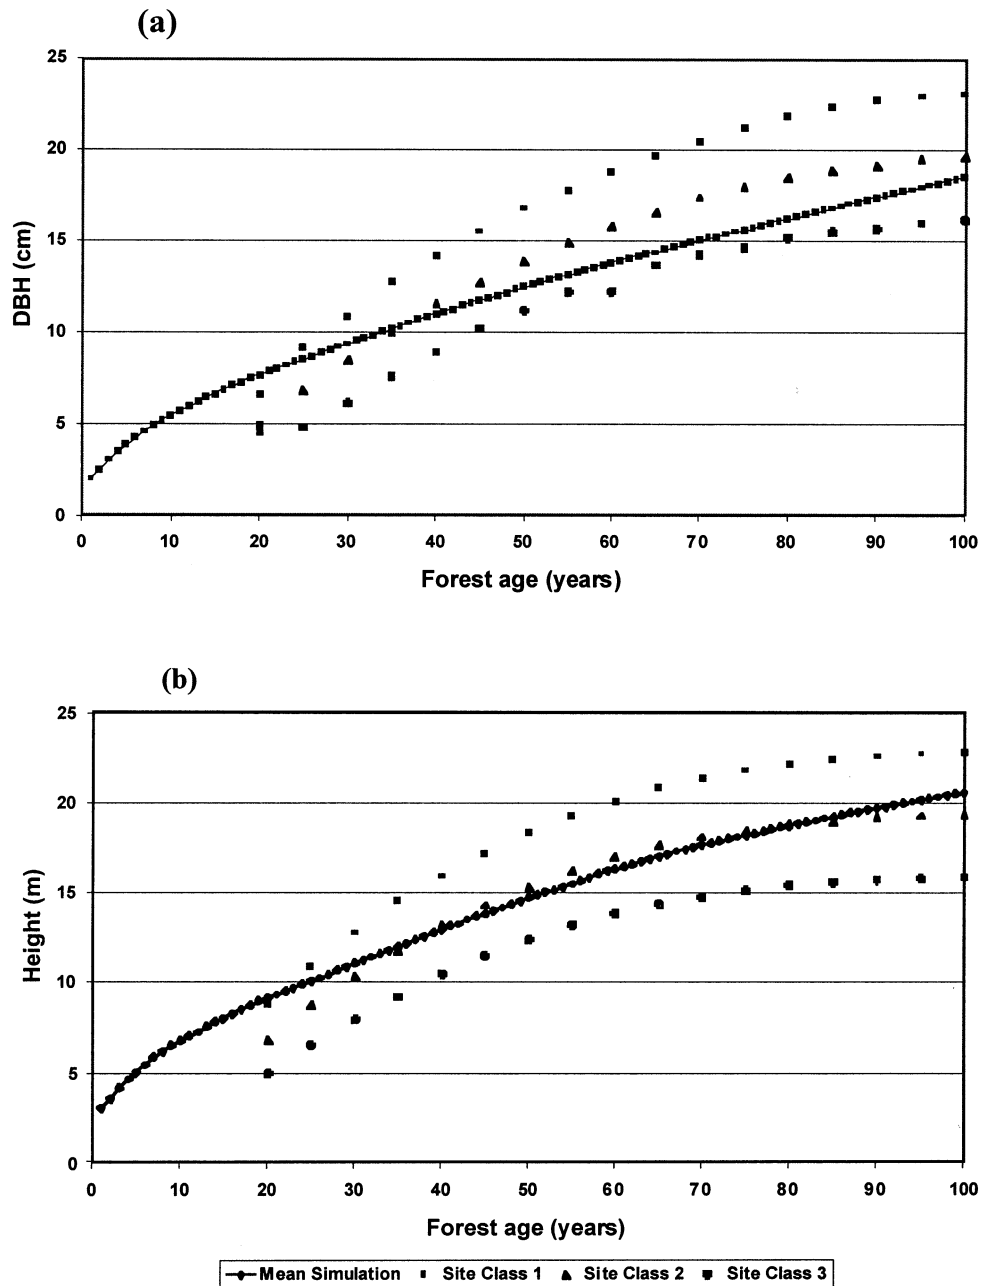 (a)
25
20
15
10
5
0
DBH (cm)
0 10 20 30 40 50 60 70 80 90 100
Forest age (years)
(b)
25
20
15
10
5
0
Height (m)
0 10 20 30 40 50 60 70 80 90 100
Forest age (years)
Mean Simulation Site Class 1 Site Class 2 Site Class 3